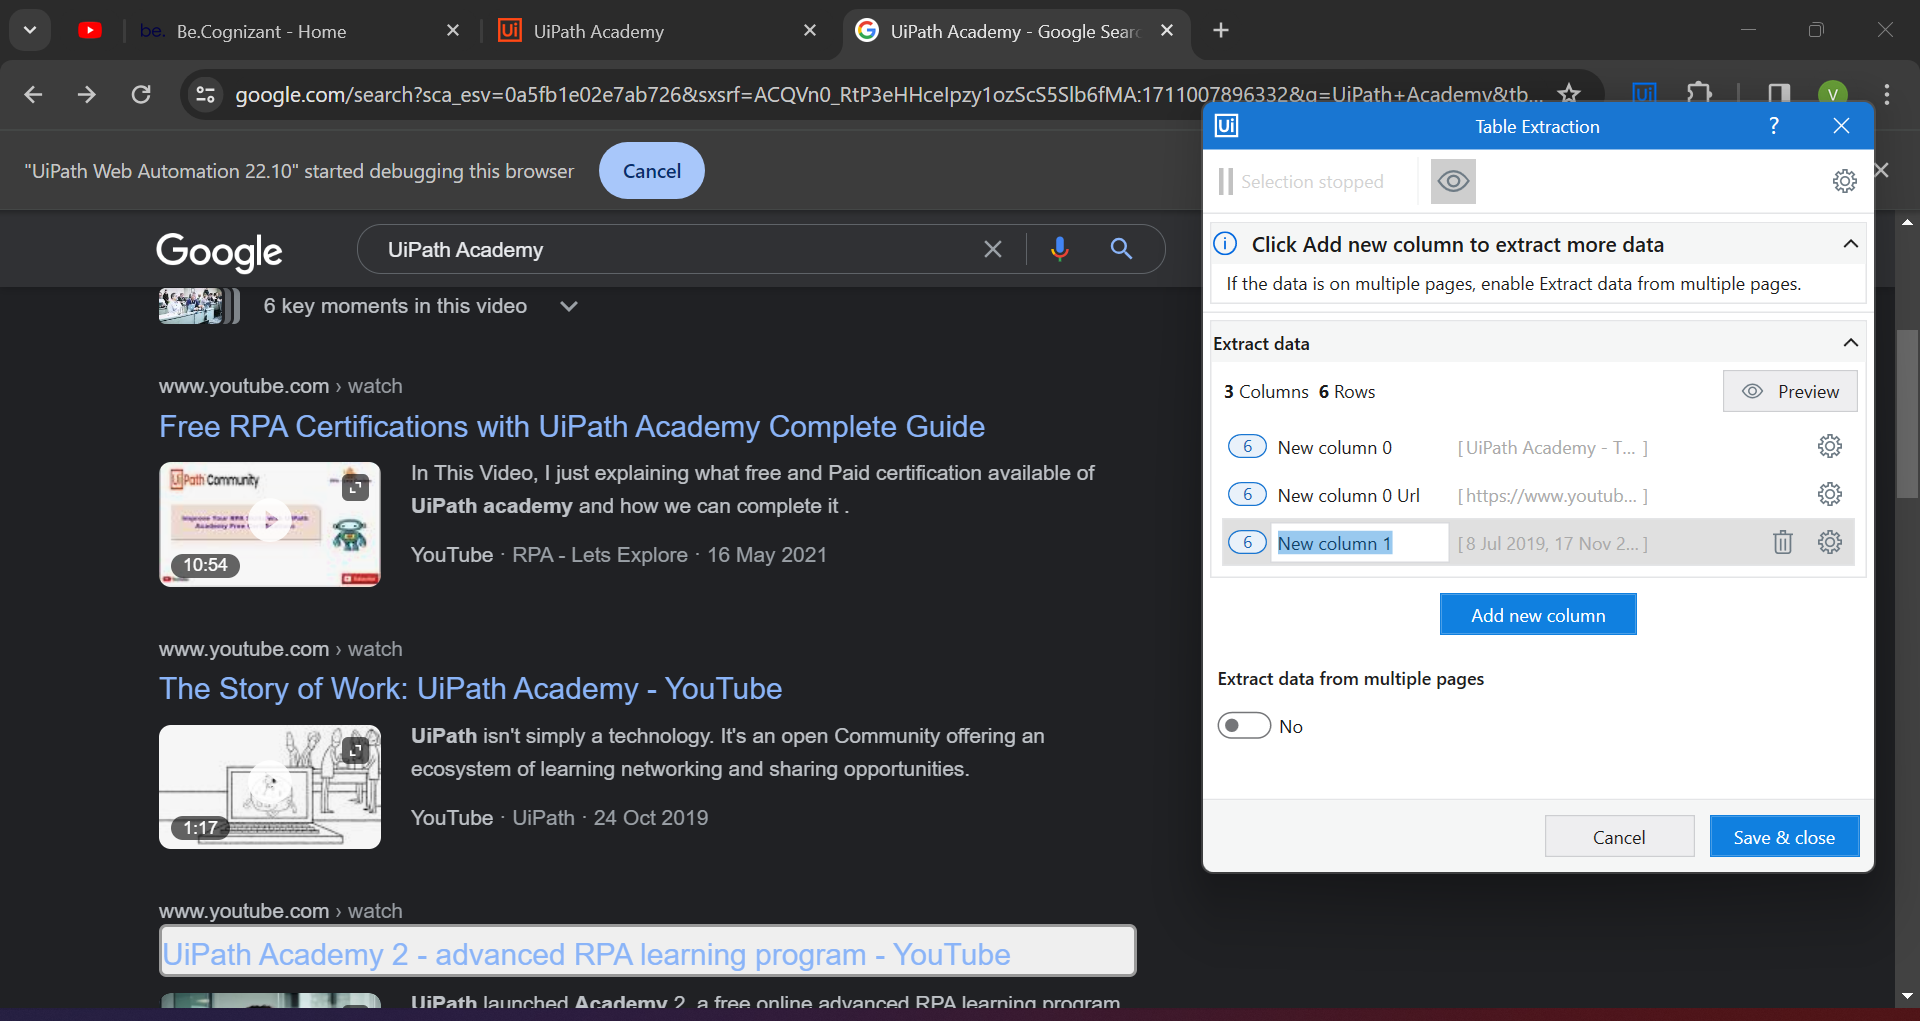 be. Be.Cognizant - Home
Ui UiPath Academy
UiPath Academy - Google Sear
google.com/search?sca_esv=0a5fb1e02e7ab726&sxsrf=ACQVn0_RtP3eHHcelpzy1ozScS5Slb6fMA:1711007896332&q=UiPath+Academy&tb...
Ui
V
"UiPath Web Automation 22.10" started debugging this browser
Cancel
Google
UiPath Academy
6 key moments in this video
www.youtube.com › watch
Free RPA Certifications with UiPath Academy Complete Guide
UiPath Community
10:54
In This Video, I just explaining what free and Paid certification available of
UiPath academy and how we can complete it .
YouTube · RPA - Lets Explore · 16 May 2021
www.youtube.com › watch
The Story of Work: UiPath Academy - YouTube
1:17
UiPath isn't simply a technology. It's an open Community offering an
ecosystem of learning networking and sharing opportunities.
YouTube · UiPath · 24 Oct 2019
www.youtube.com › watch
UiPath Academy 2 - advanced RPA learning program - YouTube
UiPath launched Academy 2, a free online advanced RPA learning program
Ui
Table Extraction
?
Selection stopped
Click Add new column to extract more data
If the data is on multiple pages, enable Extract data from multiple pages.
Extract data
3 Columns 6 Rows
Preview
6 New column 0 [ UiPath Academy - T... ]
6 New column 0 Url [ https://www.youtub... ]
6 New column 1 [ 8 Jul 2019, 17 Nov 2... ]
Add new column
Extract data from multiple pages
No
Cancel
Save & close